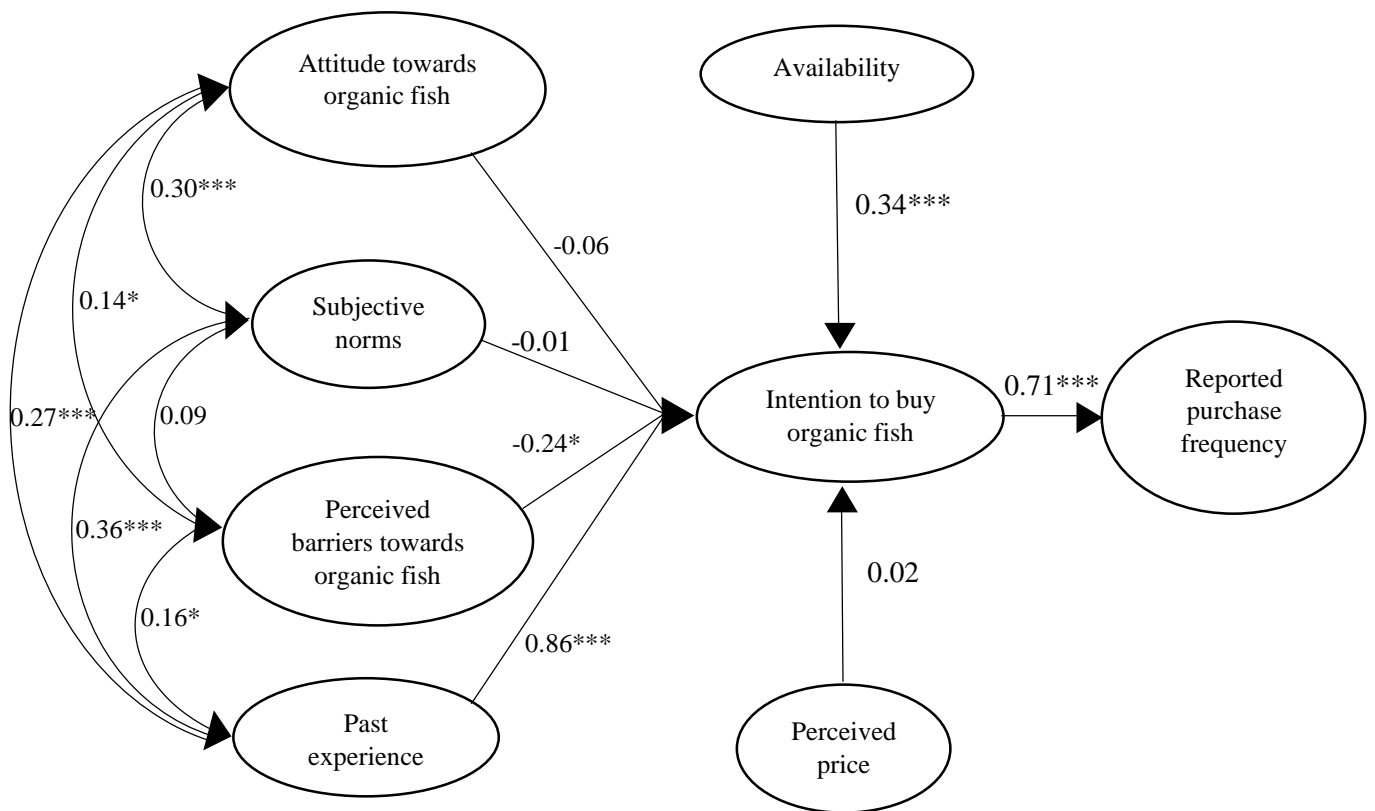 Attitude towards
organic fish
Availability
0.30***
0.34***
-0.06
0.14*
Subjective
norms
-0.01
0.27***
0.09
Intention to buy
organic fish
0.71***
Reported
purchase
frequency
-0.24*
0.36***
Perceived
barriers towards
organic fish
0.02
0.16*
0.86***
Past
experience
Perceived
price